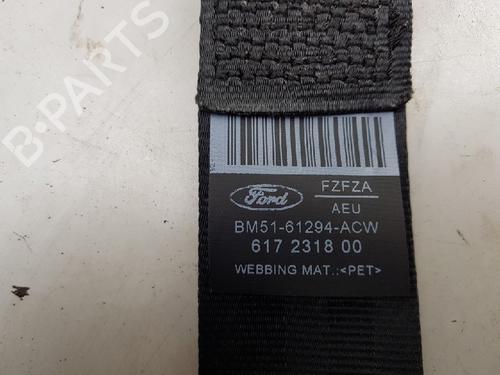 B-PARTS
Ford
FZFZA
AEU
BM51-61294-ACW
617 2318 00
WEBBING MAT.:<PET>